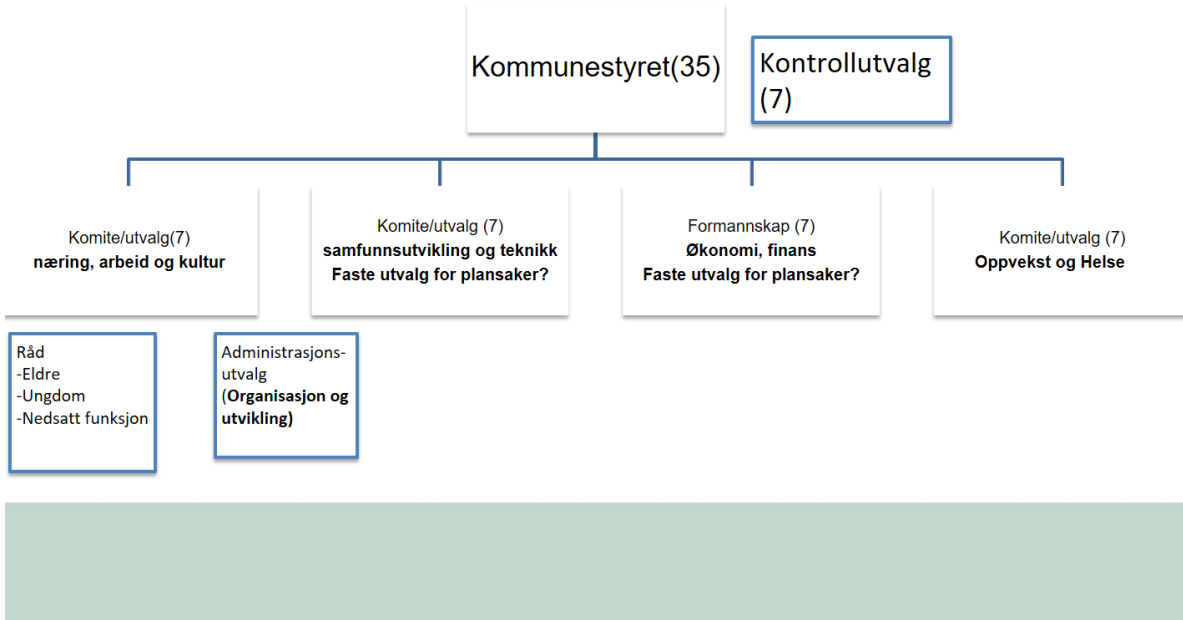 Kommunestyret(35)
Kontrollutvalg
(7)
Komite/utvalg(7)
næring, arbeid og kultur
Komite/utvalg (7)
samfunnsutvikling og teknikk
Faste utvalg for plansaker?
Formannskap (7)
Økonomi, finans
Faste utvalg for plansaker?
Komite/utvalg (7)
Oppvekst og Helse
Råd
-Eldre
-Ungdom
-Nedsatt funksjon
Administrasjons-
utvalg
(Organisasjon og
utvikling)